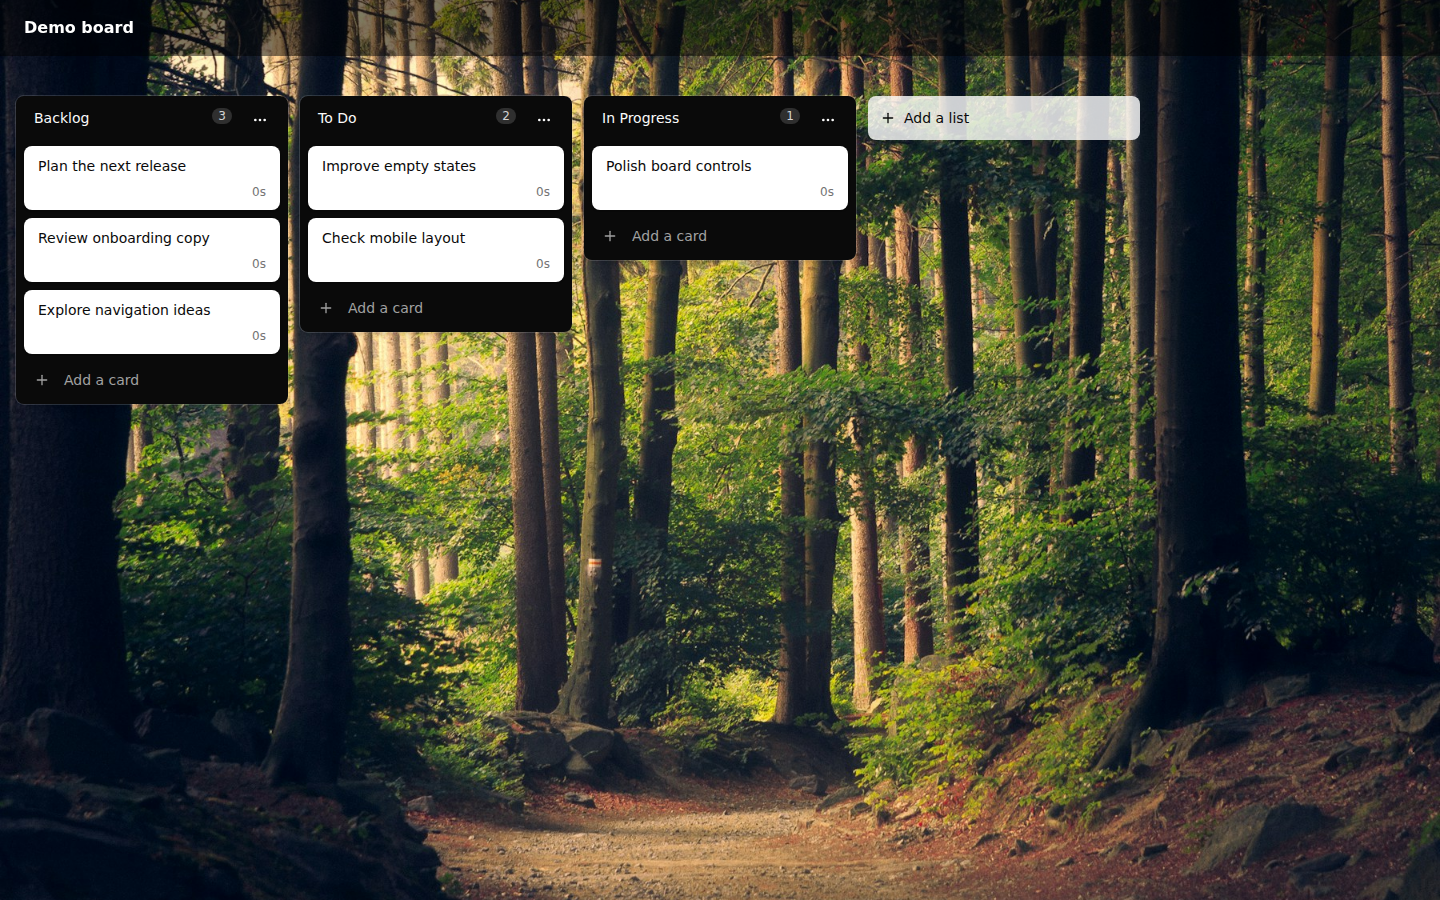 Demo board
Backlog
3
...
Plan the next release
0s
Review onboarding copy
0s
Explore navigation ideas
0s
+ Add a card
To Do
2
...
Improve empty states
0s
Check mobile layout
0s
+ Add a card
In Progress
1
...
Polish board controls
0s
+ Add a card
+ Add a list